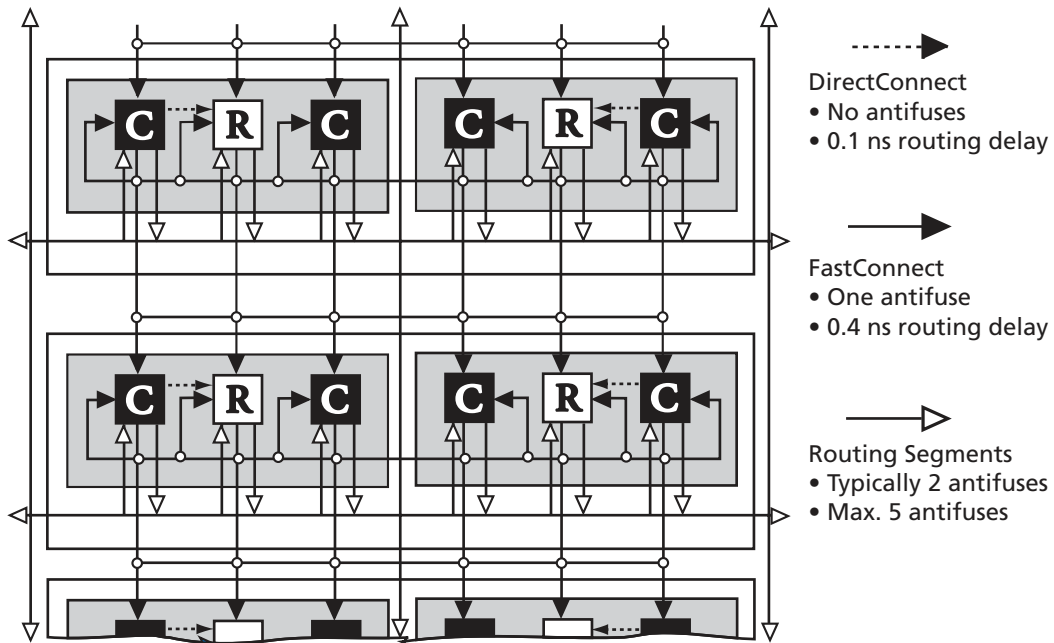 C R C C R C
DirectConnect
• No antifuses
• 0.1 ns routing delay
FastConnect
• One antifuse
• 0.4 ns routing delay
C R C C R C
Routing Segments
• Typically 2 antifuses
• Max. 5 antifuses